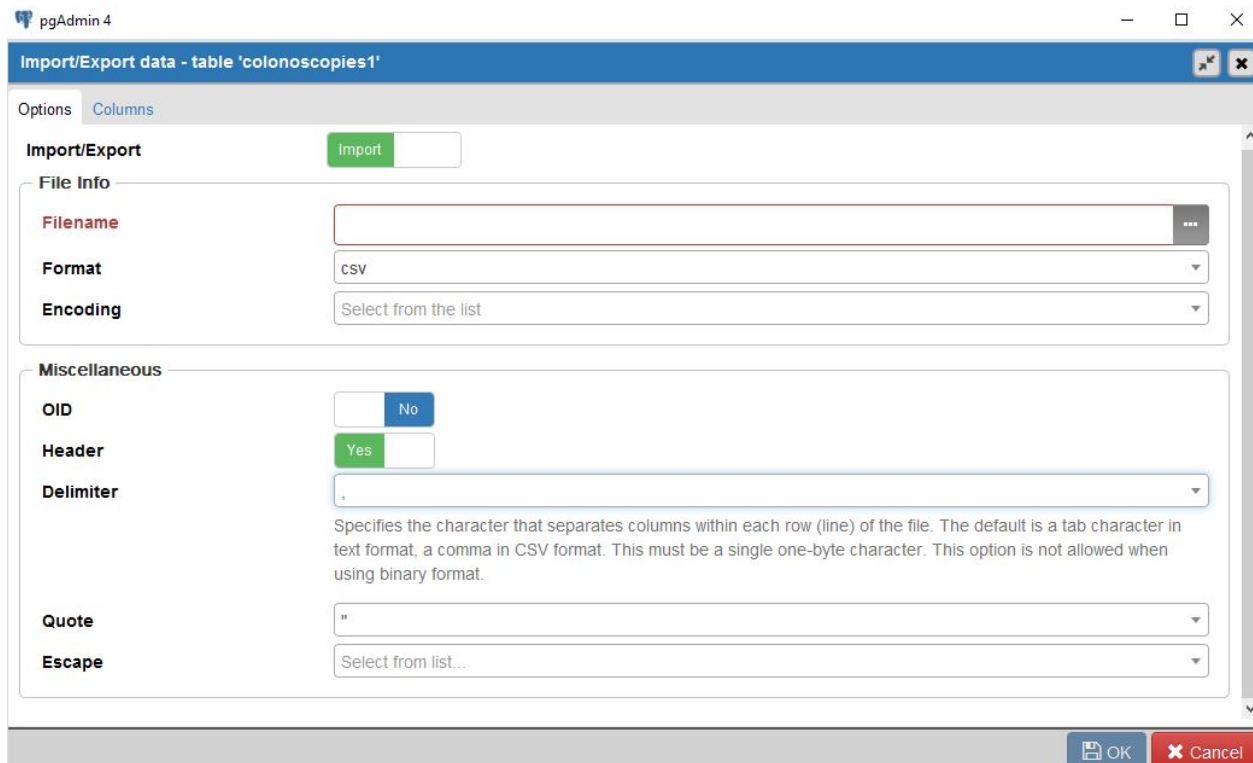 pgAdmin 4
Import/Export data - table 'colonoscopies1'
Options Columns
Import/Export Import
File Info
Filename
Format csv
Encoding Select from the list
Miscellaneous
OID No
Header Yes
Delimiter ,
Specifies the character that separates columns within each row (line) of the file. The default is a tab character in
text format, a comma in CSV format. This must be a single one-byte character. This option is not allowed when
using binary format.
Quote "
Escape Select from list...
OK Cancel